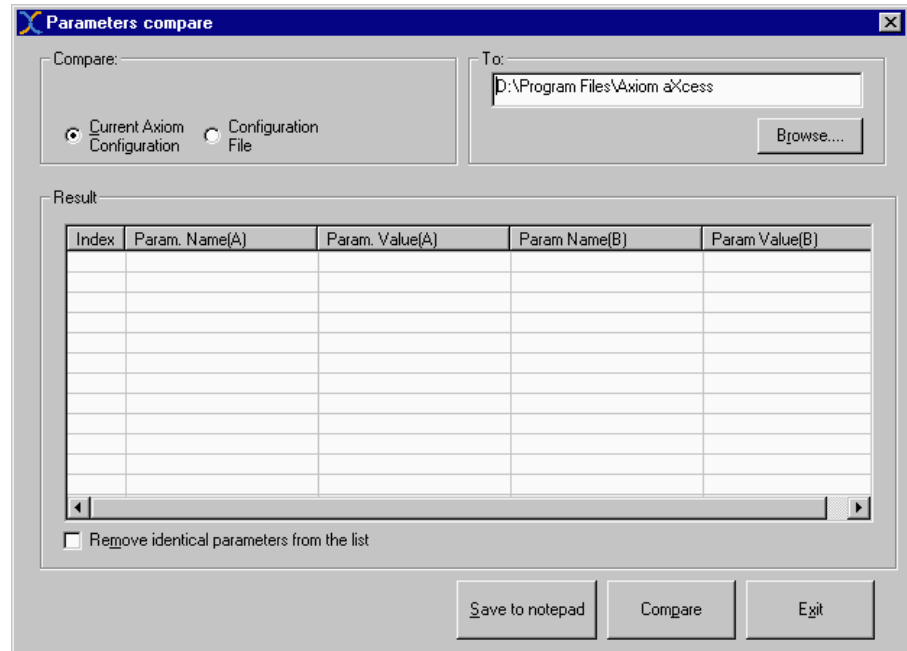 Parameters compare
Compare:
Current Axiom
Configuration
Configuration
File
To:
D:\Program Files\Axiom aXcess
Browse....
Result
Index Param. Name(A) Param. Value(A) Param Name(B) Param Value(B)
Remove identical parameters from the list
Save to notepad Compare Exit